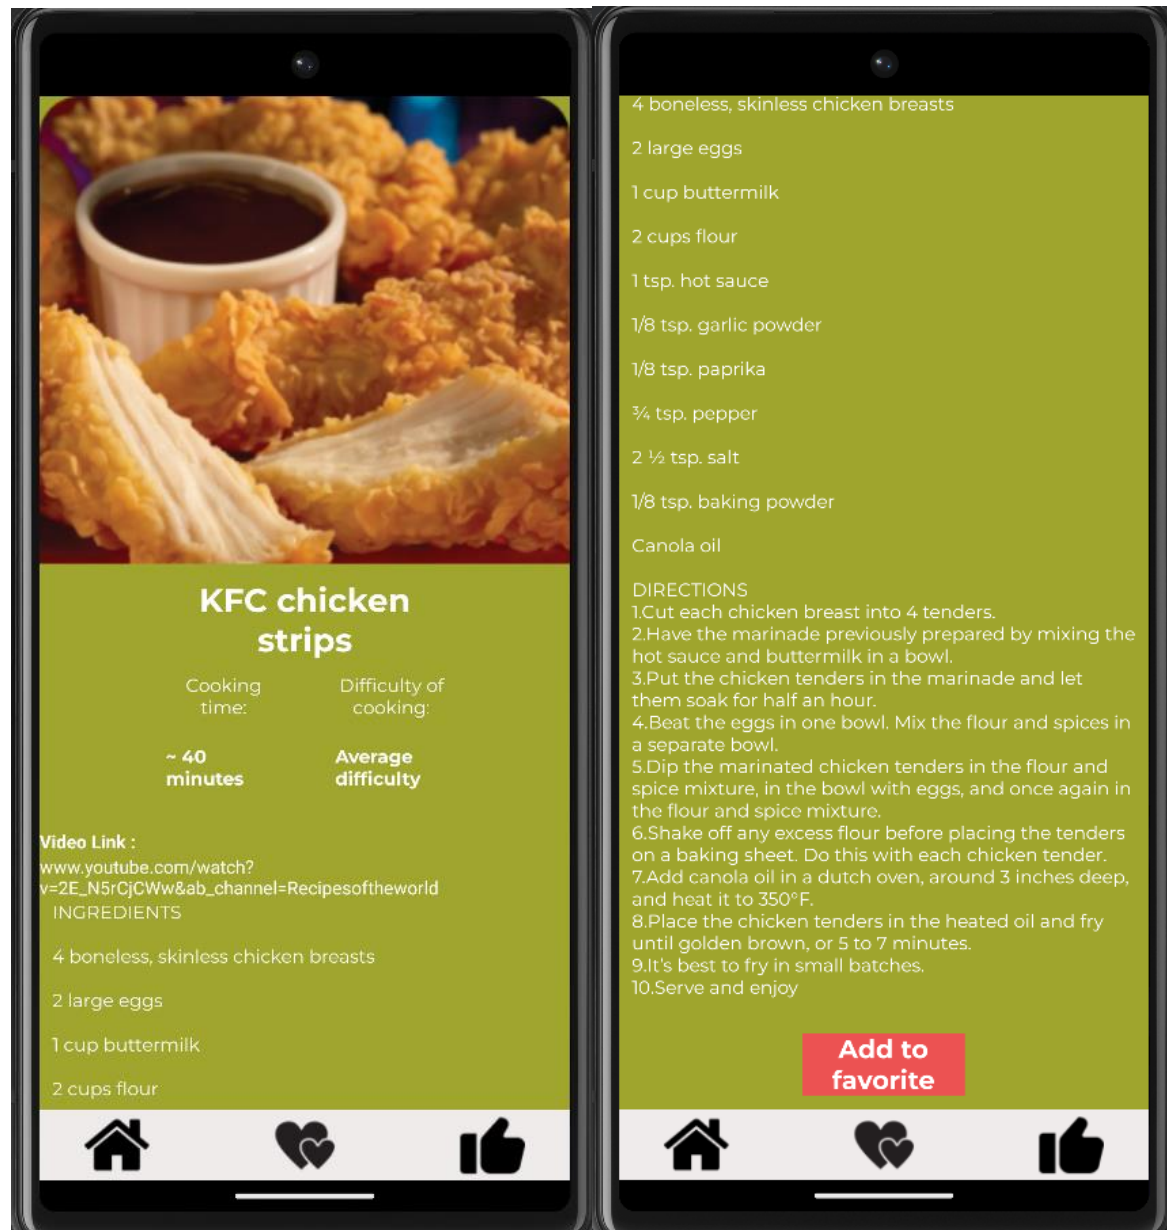 KFC chicken
strips
Cooking
time:
Difficulty of
cooking:
~ 40
minutes
Average
difficulty
Video Link :
www.youtube.com/watch?
v=2E_N5rCjCWw&ab_channel=Recipesoftheworld
INGREDIENTS
4 boneless, skinless chicken breasts
2 large eggs
1 cup buttermilk
2 cups flour
4 boneless, skinless chicken breasts
2 large eggs
1 cup buttermilk
2 cups flour
1 tsp. hot sauce
1/8 tsp. garlic powder
1/8 tsp. paprika
¾ tsp. pepper
2 ½ tsp. salt
1/8 tsp. baking powder
Canola oil
DIRECTIONS
1.Cut each chicken breast into 4 tenders.
2.Have the marinade previously prepared by mixing the
hot sauce and buttermilk in a bowl.
3.Put the chicken tenders in the marinade and let
them soak for half an hour.
4.Beat the eggs in one bowl. Mix the flour and spices in
a separate bowl.
5.Dip the marinated chicken tenders in the flour and
spice mixture, in the bowl with eggs, and once again in
the flour and spice mixture.
6.Shake off any excess flour before placing the tenders
on a baking sheet. Do this with each chicken tender.
7.Add canola oil in a dutch oven, around 3 inches deep,
and heat it to 350°F.
8.Place the chicken tenders in the heated oil and fry
until golden brown, or 5 to 7 minutes.
9.It's best to fry in small batches.
10.Serve and enjoy
Add to
favorite